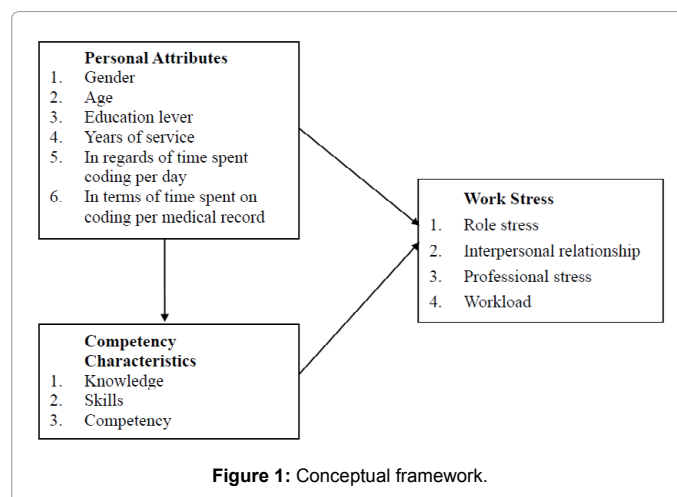 Personal Attributes
1. Gender
2. Age
3. Education lever
4. Years of service
5. In regards of time spent
coding per day
6. In terms of time spent on
coding per medical record
Work Stress
1. Role stress
2. Interpersonal relationship
3. Professional stress
4. Workload
Competency
Characteristics
1. Knowledge
2. Skills
3. Competency
Figure 1: Conceptual framework.